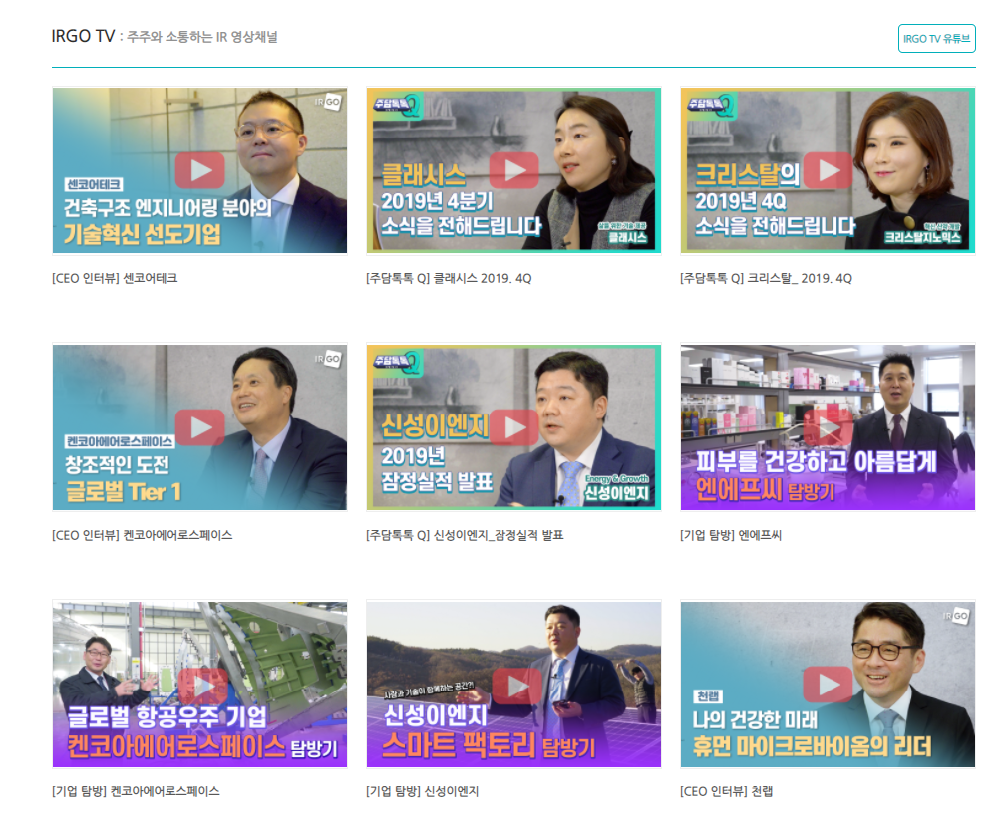 IRGO TV : 주주와 소통하는 IR 영상채널
IRGO TV 유튜브
IR GO
센코어테크
건축구조 엔지니어링 분야의
기술혁신 선도기업
[CEO 인터뷰] 센코어테크
주담톡톡 Q
클래시스
2019년 4분기
소식을 전해드립니다
클래시스
[주담톡톡 Q] 클래시스 2019. 4Q
주담톡톡 Q
크리스탈의
2019년 4Q
소식을 전해드립니다
크리스탈지노믹스
[주담톡톡 Q] 크리스탈_ 2019. 4Q
IR GO
켄코아에어로스페이스
창조적인 도전
글로벌 Tier 1
[CEO 인터뷰] 켄코아에어로스페이스
주담톡톡 Q
신성이엔지
2019년
잠정실적 발표
Energy & Growth
신성이엔지
[주담톡톡 Q] 신성이엔지_잠정실적 발표
피부를 건강하고 아름답게
엔에프씨 탐방기
[기업 탐방] 엔에프씨
글로벌 항공우주 기업
켄코아에어로스페이스 탐방기
[기업 탐방] 켄코아에어로스페이스
사람과 기술이 함께하는 공간?!
신성이엔지
스마트 팩토리 탐방기
[기업 탐방] 신성이엔지
IR GO
천랩
나의 건강한 미래
휴먼 마이크로바이옴의 리더
[CEO 인터뷰] 천랩